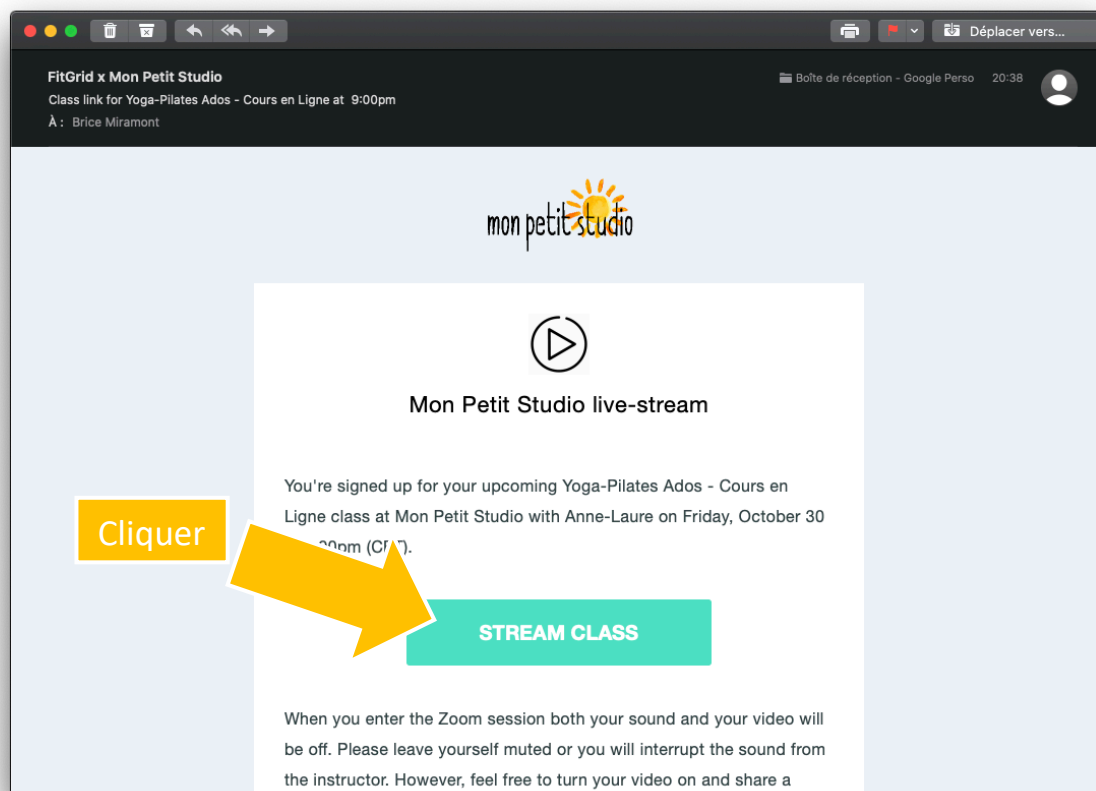 Déplacer vers...
FitGrid x Mon Petit Studio
Boîte de réception - Google Perso 20:38
Class link for Yoga-Pilates Ados - Cours en Ligne at 9:00pm
À : Brice Miramont
mon petit studio
Mon Petit Studio live-stream
You're signed up for your upcoming Yoga-Pilates Ados - Cours en
Ligne class at Mon Petit Studio with Anne-Laure on Friday, October 30
Cliquer
STREAM CLASS
When you enter the Zoom session both your sound and your video will
be off. Please leave yourself muted or you will interrupt the sound from
the instructor. However, feel free to turn your video on and share a